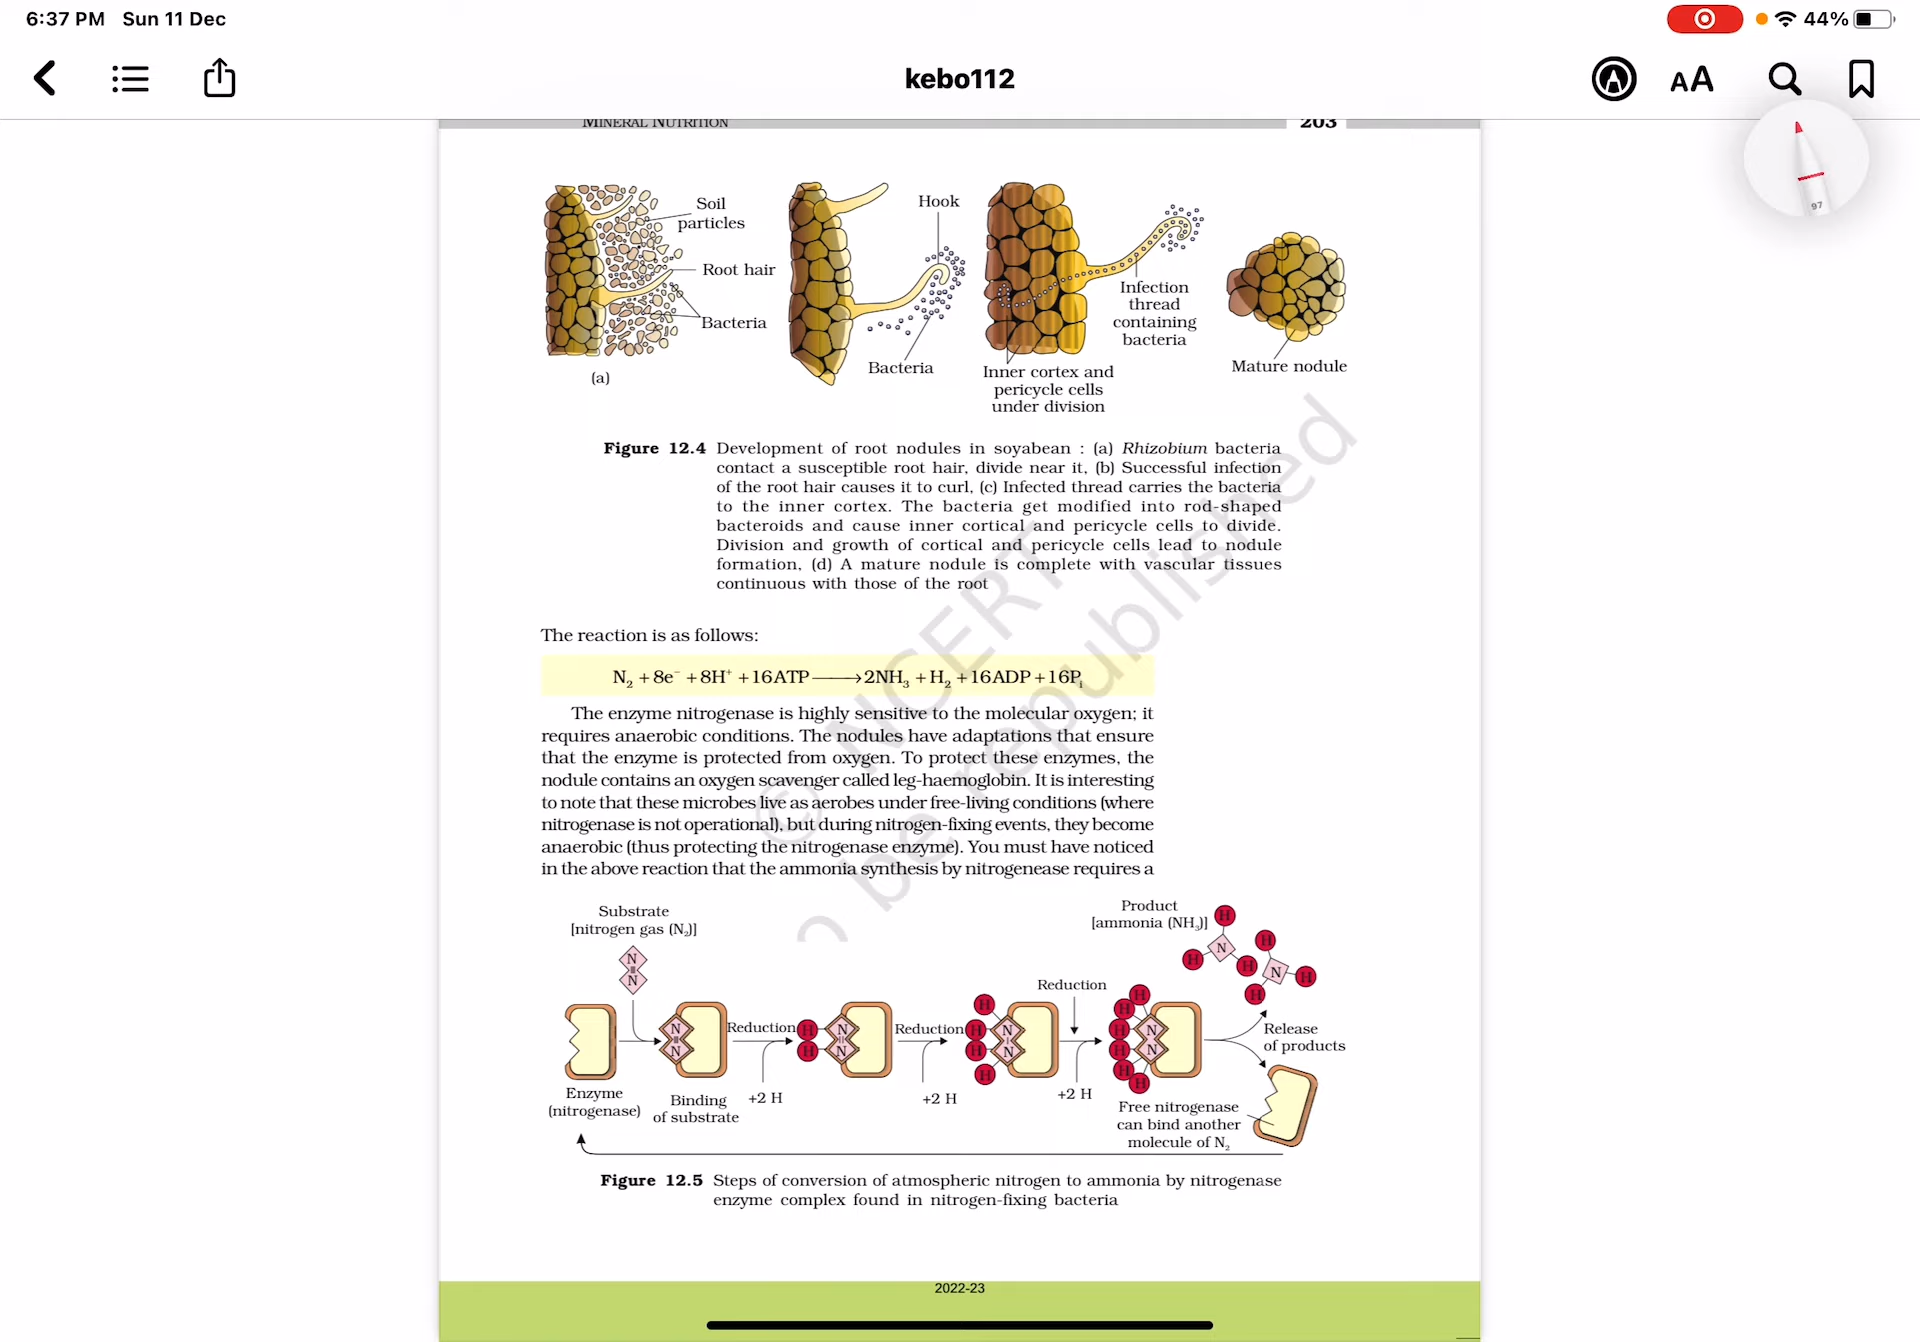 6:37 PM Sun 11 Dec
44%
kebo112
AA
97
MINERAL NUTRITION
203
Soil
particles
Root hair
Bacteria
(a)
Hook
Bacteria
Infection
thread
containing
bacteria
Inner cortex and
pericycle cells
under division
Mature nodule
Figure 12.4 Development of root nodules in soyabean : (a) Rhizobium bacteria
contact a susceptible root hair, divide near it, (b) Successful infection
of the root hair causes it to curl, (c) Infected thread carries the bacteria
to the inner cortex. The bacteria get modified into rod-shaped
bacteroids and cause inner cortical and pericycle cells to divide.
Division and growth of cortical and pericycle cells lead to nodule
formation, (d) A mature nodule is complete with vascular tissues
continuous with those of the root
The reaction is as follows:
N₂ + 8e⁻ + 8H⁺ + 16ATP ⟶ 2NH₃ + H₂ + 16ADP + 16Pᵢ
The enzyme nitrogenase is highly sensitive to the molecular oxygen; it
requires anaerobic conditions. The nodules have adaptations that ensure
that the enzyme is protected from oxygen. To protect these enzymes, the
nodule contains an oxygen scavenger called leg-haemoglobin. It is interesting
to note that these microbes live as aerobes under free-living conditions (where
nitrogenase is not operational), but during nitrogen-fixing events, they become
anaerobic (thus protecting the nitrogenase enzyme). You must have noticed
in the above reaction that the ammonia synthesis by nitrogenease requires a
© NCERT
o be republished
Substrate
[nitrogen gas (N₂)]
N
N
Product
[ammonia (NH₃)]
H
H N H
H
N H
H
Enzyme
(nitrogenase)
N
N
Binding
of substrate
Reduction
+2 H
H N
H N
Reduction
+2 H
H
H N
H N
H
Reduction
+2 H
H
H
H N
H N
H
H
Release
of products
Free nitrogenase
can bind another
molecule of N₂
Figure 12.5 Steps of conversion of atmospheric nitrogen to ammonia by nitrogenase
enzyme complex found in nitrogen-fixing bacteria
2022-23